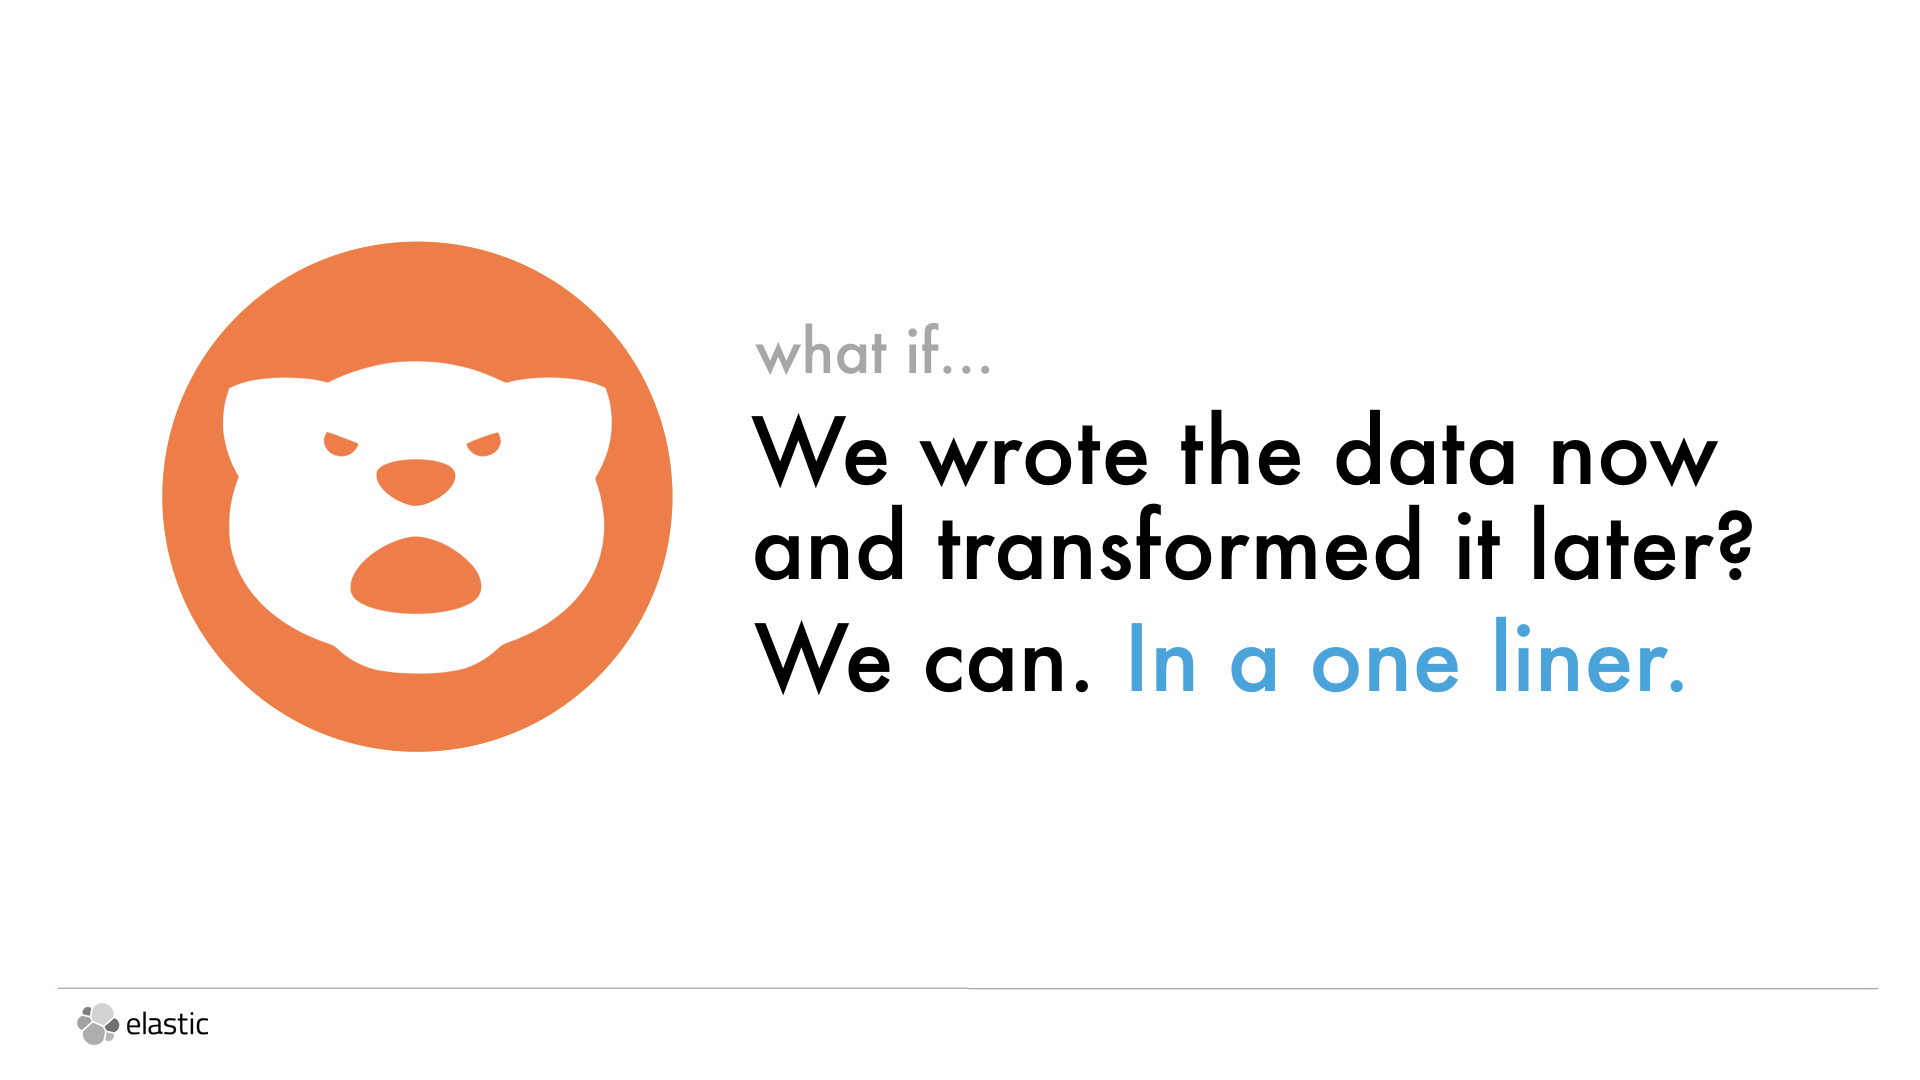 what if...
We wrote the data now
and transformed it later?
We can. In a one liner.
elastic